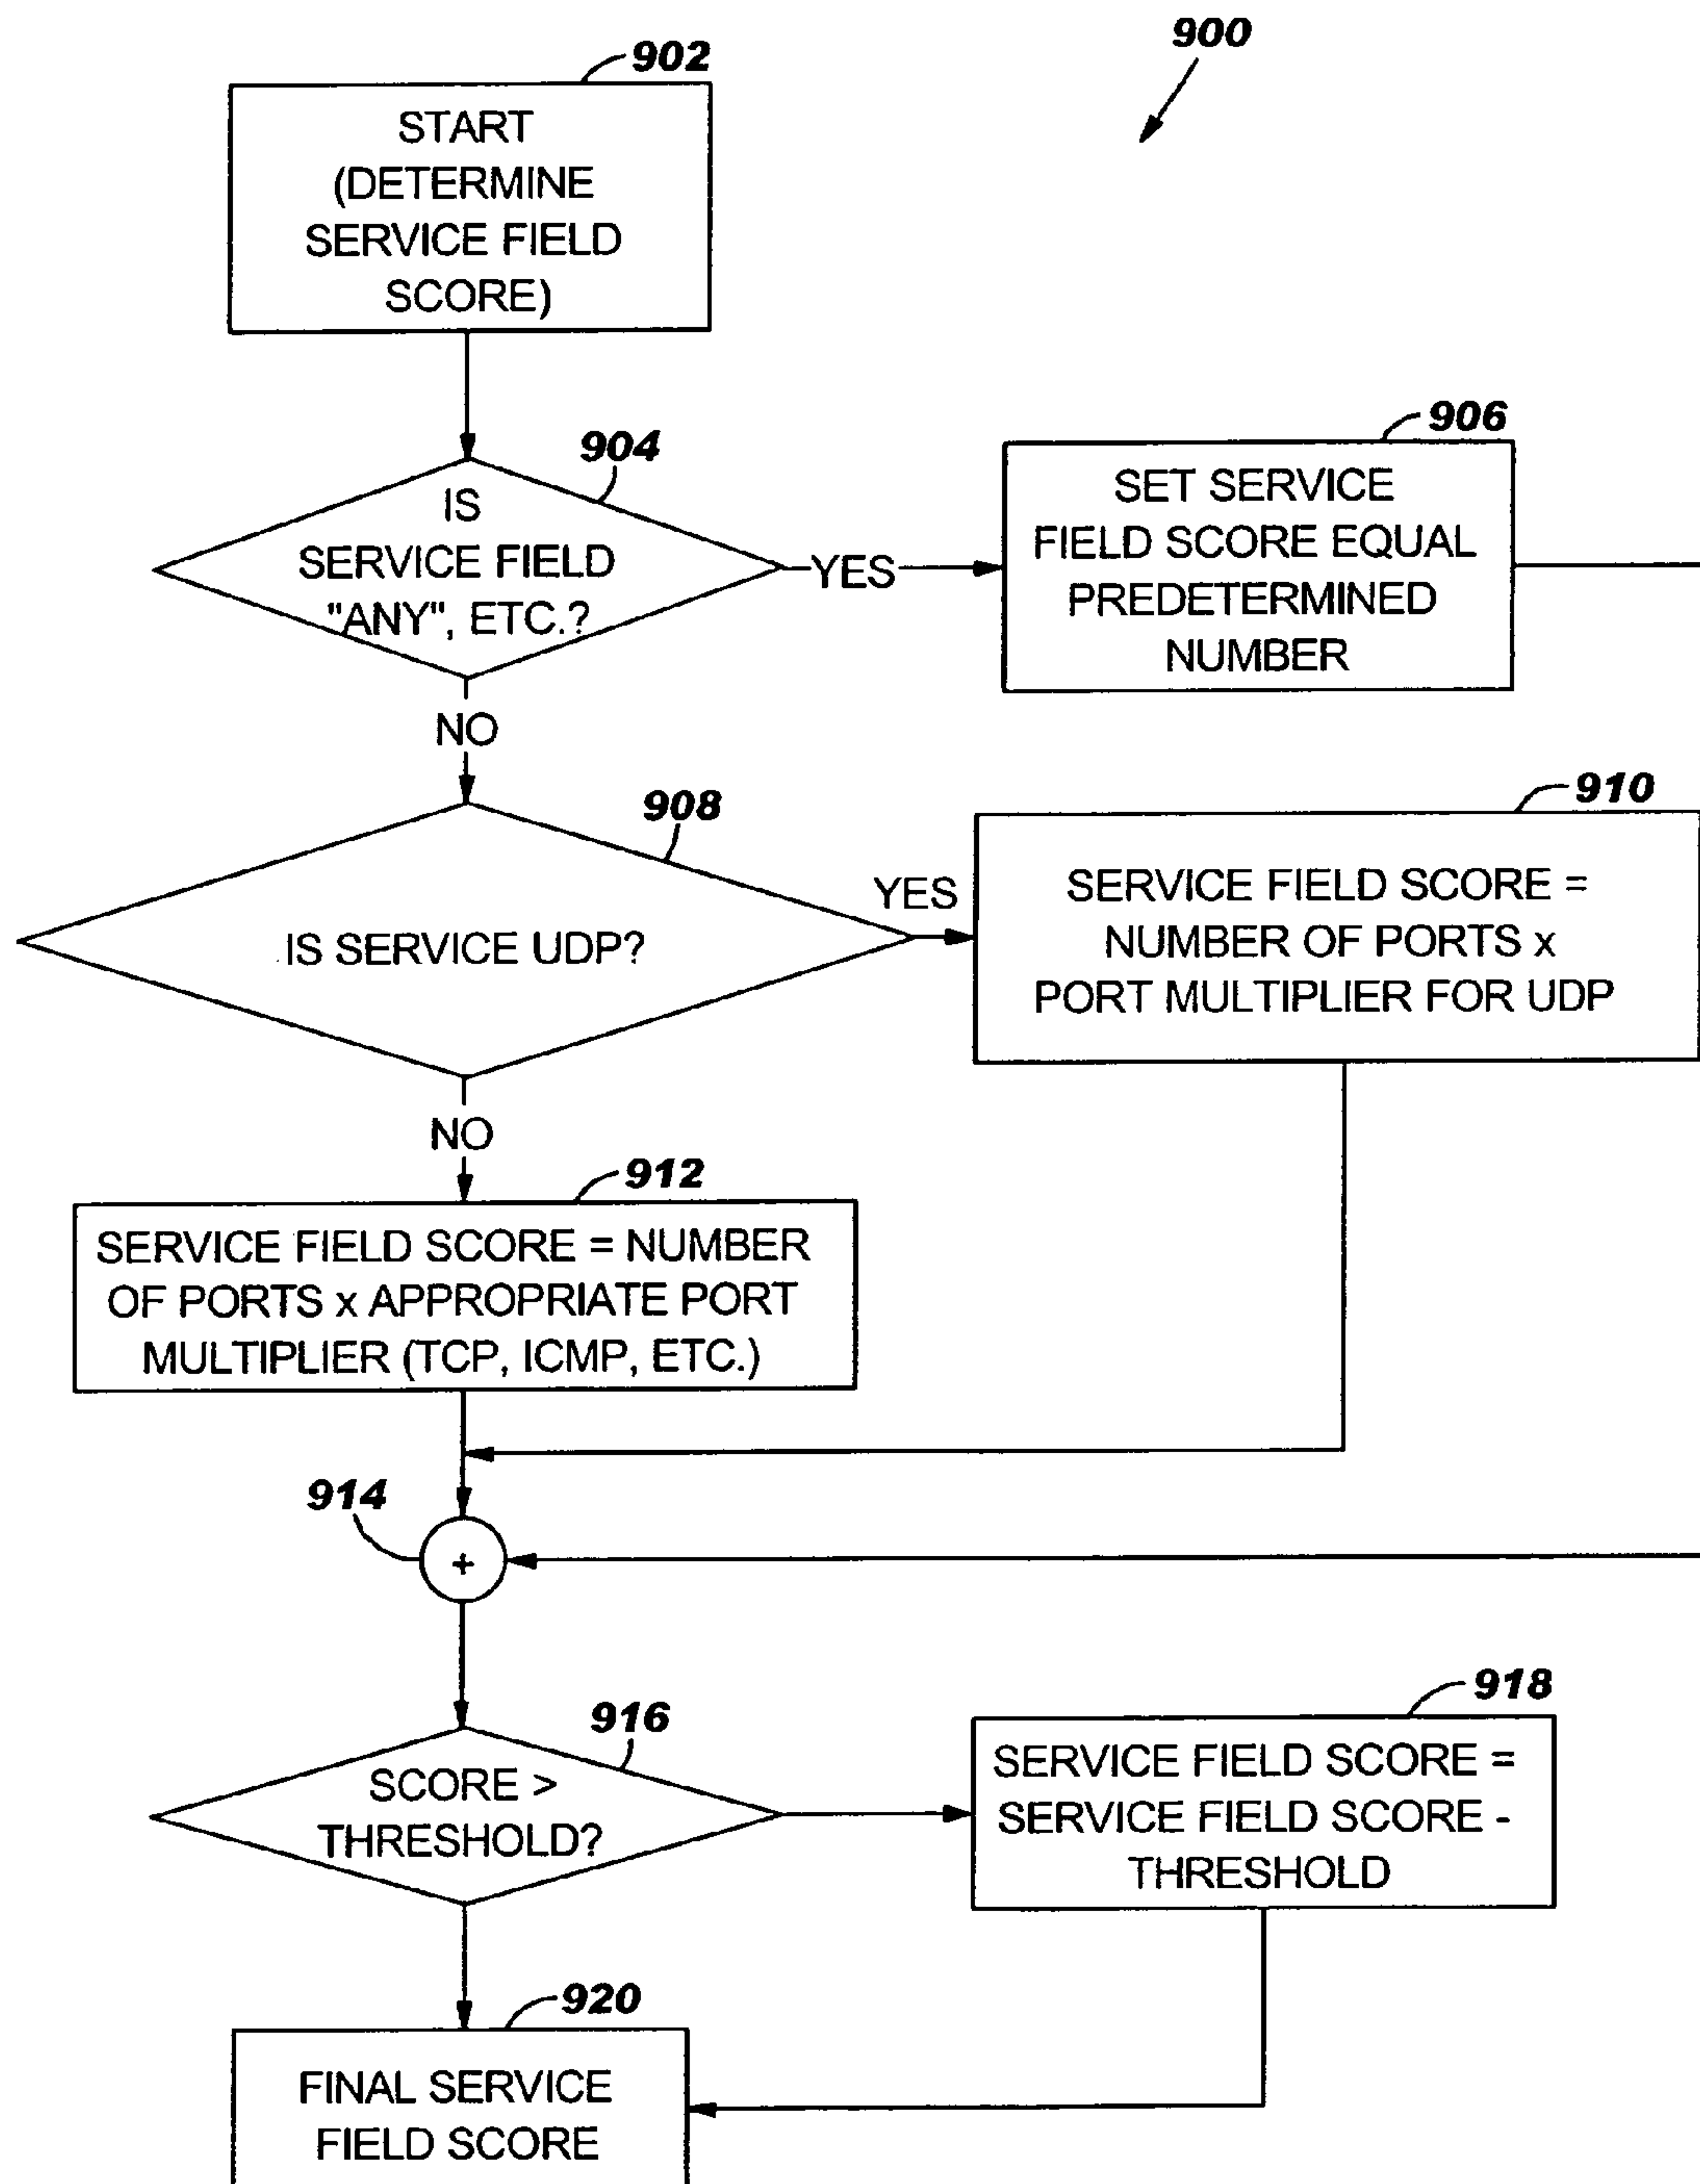 900
902
START
(DETERMINE
SERVICE FIELD
SCORE)
904
IS
SERVICE FIELD
"ANY", ETC.?
YES
906
SET SERVICE
FIELD SCORE EQUAL
PREDETERMINED
NUMBER
NO
908
IS SERVICE UDP?
YES
910
SERVICE FIELD SCORE =
NUMBER OF PORTS x
PORT MULTIPLIER FOR UDP
NO
912
SERVICE FIELD SCORE = NUMBER
OF PORTS x APPROPRIATE PORT
MULTIPLIER (TCP, ICMP, ETC.)
914
+
916
SCORE >
THRESHOLD?
918
SERVICE FIELD SCORE =
SERVICE FIELD SCORE -
THRESHOLD
920
FINAL SERVICE
FIELD SCORE